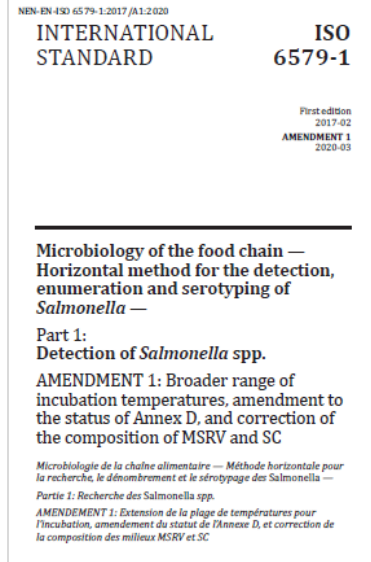 NEN-EN-ISO 6579-1:2017/A1:2020
INTERNATIONAL
STANDARD
ISO
6579-1
First edition
2017-02
AMENDMENT 1
2020-03
Microbiology of the food chain —
Horizontal method for the detection,
enumeration and serotyping of
Salmonella —
Part 1:
Detection of Salmonella spp.
AMENDMENT 1: Broader range of
incubation temperatures, amendment to
the status of Annex D, and correction of
the composition of MSRV and SC
Microbiologie de la chaîne alimentaire — Méthode horizontale pour
la recherche, le dénombrement et le sérotypage des Salmonella —
Partie 1: Recherche des Salmonella spp.
AMENDEMENT 1: Extension de la plage de températures pour
l'incubation, amendement du statut de l'Annexe D, et correction de
la composition des milieux MSRV et SC